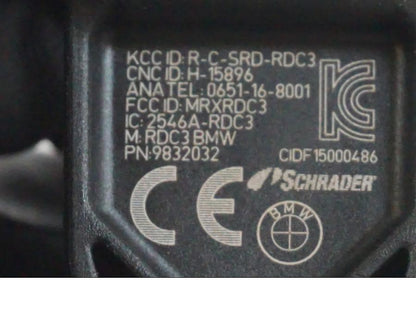 KCC ID: R-C-SRD-RDC3
CNC ID: H-15896
ANATEL: 0651-16-8001
FCC ID: MRXRDC3
IC: 2546A-RDC3
M: RDC3 BMW
PN:9832032
CIDF15000486
KC
CE
SCHRADER
BMW